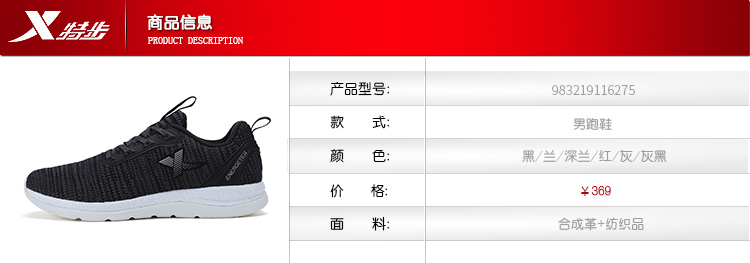 特步
商品信息
PRODUCT DESCRIPTION
产品型号: 983219116275
款 式: 男跑鞋
颜 色: 黑/兰/深兰/红/灰/灰黑
价 格: ¥369
面 料: 合成革+纺织品
ENERGETEX